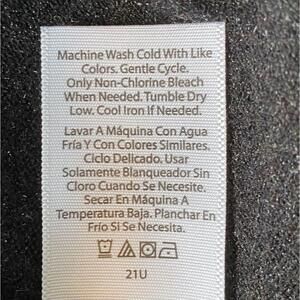 Machine Wash Cold With Like
Colors. Gentle Cycle.
Only Non-Chlorine Bleach
When Needed. Tumble Dry
Low. Cool Iron If Needed.
Lavar A Máquina Con Agua
Fría Y Con Colores Similares.
Ciclo Delicado. Usar
Solamente Blanqueador Sin
Cloro Cuando Se Necesite.
Secar En Máquina A
Temperatura Baja. Planchar En
Frío Si Se Necesita.
21U